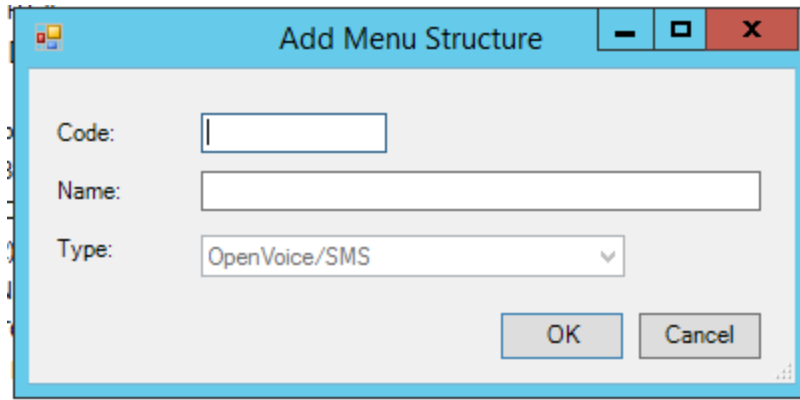 Add Menu Structure
Code:
Name:
Type: OpenVoice/SMS
OK Cancel